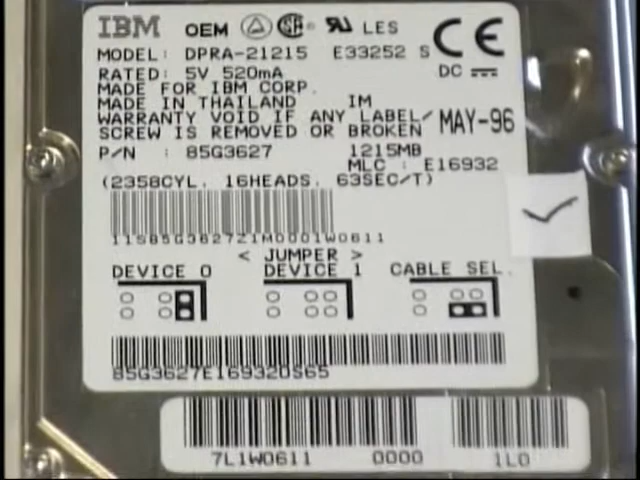 IBM OEM LES
MODEL: DPRA-21215 E33252 S
CE
DC
RATED: 5V 520mA
MADE FOR IBM CORP.
MADE IN THAILAND IM
WARRANTY VOID IF ANY LABEL/
SCREW IS REMOVED OR BROKEN
MAY-96
P/N : 85G3627 1215MB
MLC : E16932
(2358CYL. 16HEADS. 63SEC/T)
11S85G3627Z1M0001W0611
< JUMPER >
DEVICE 0 DEVICE 1 CABLE SEL.
85G3627E16932DS65
7L1W0611 0000 1L0